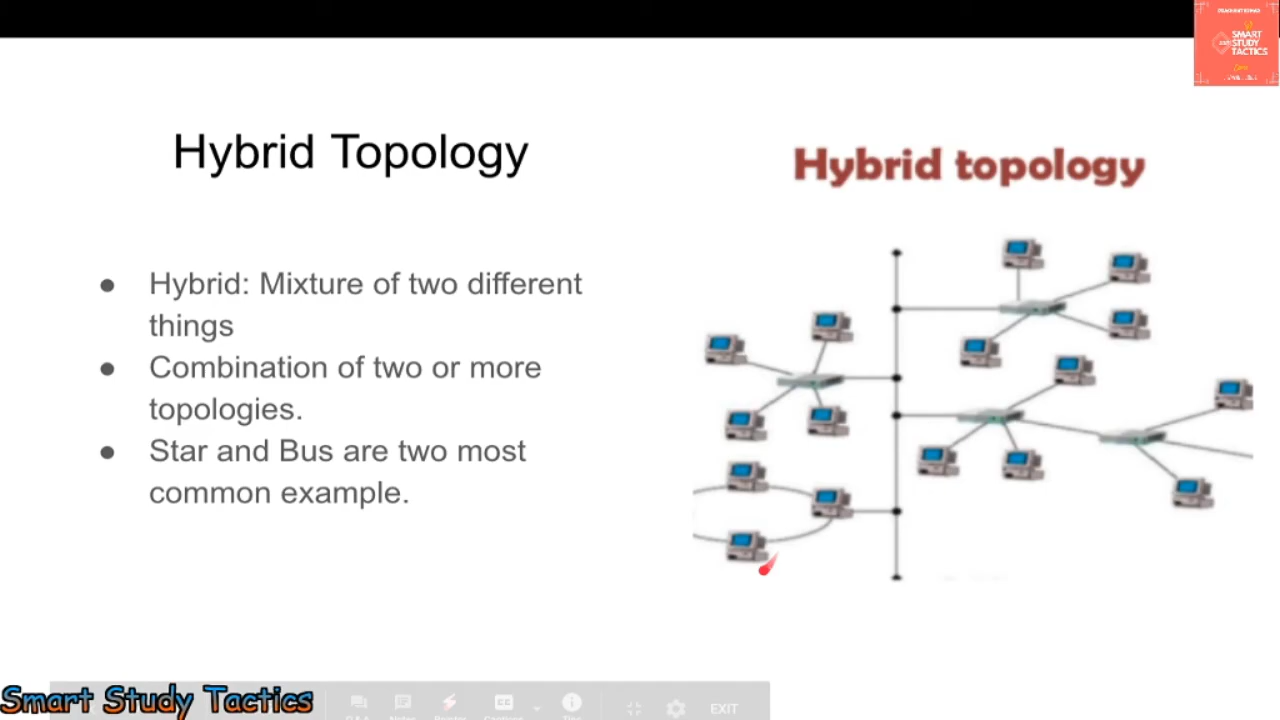 SMART
STUDY
TACTICS
Hybrid Topology
Hybrid topology
● Hybrid: Mixture of two different
things
● Combination of two or more
topologies.
● Star and Bus are two most
common example.
Smart Study Tactics
CC
EXIT